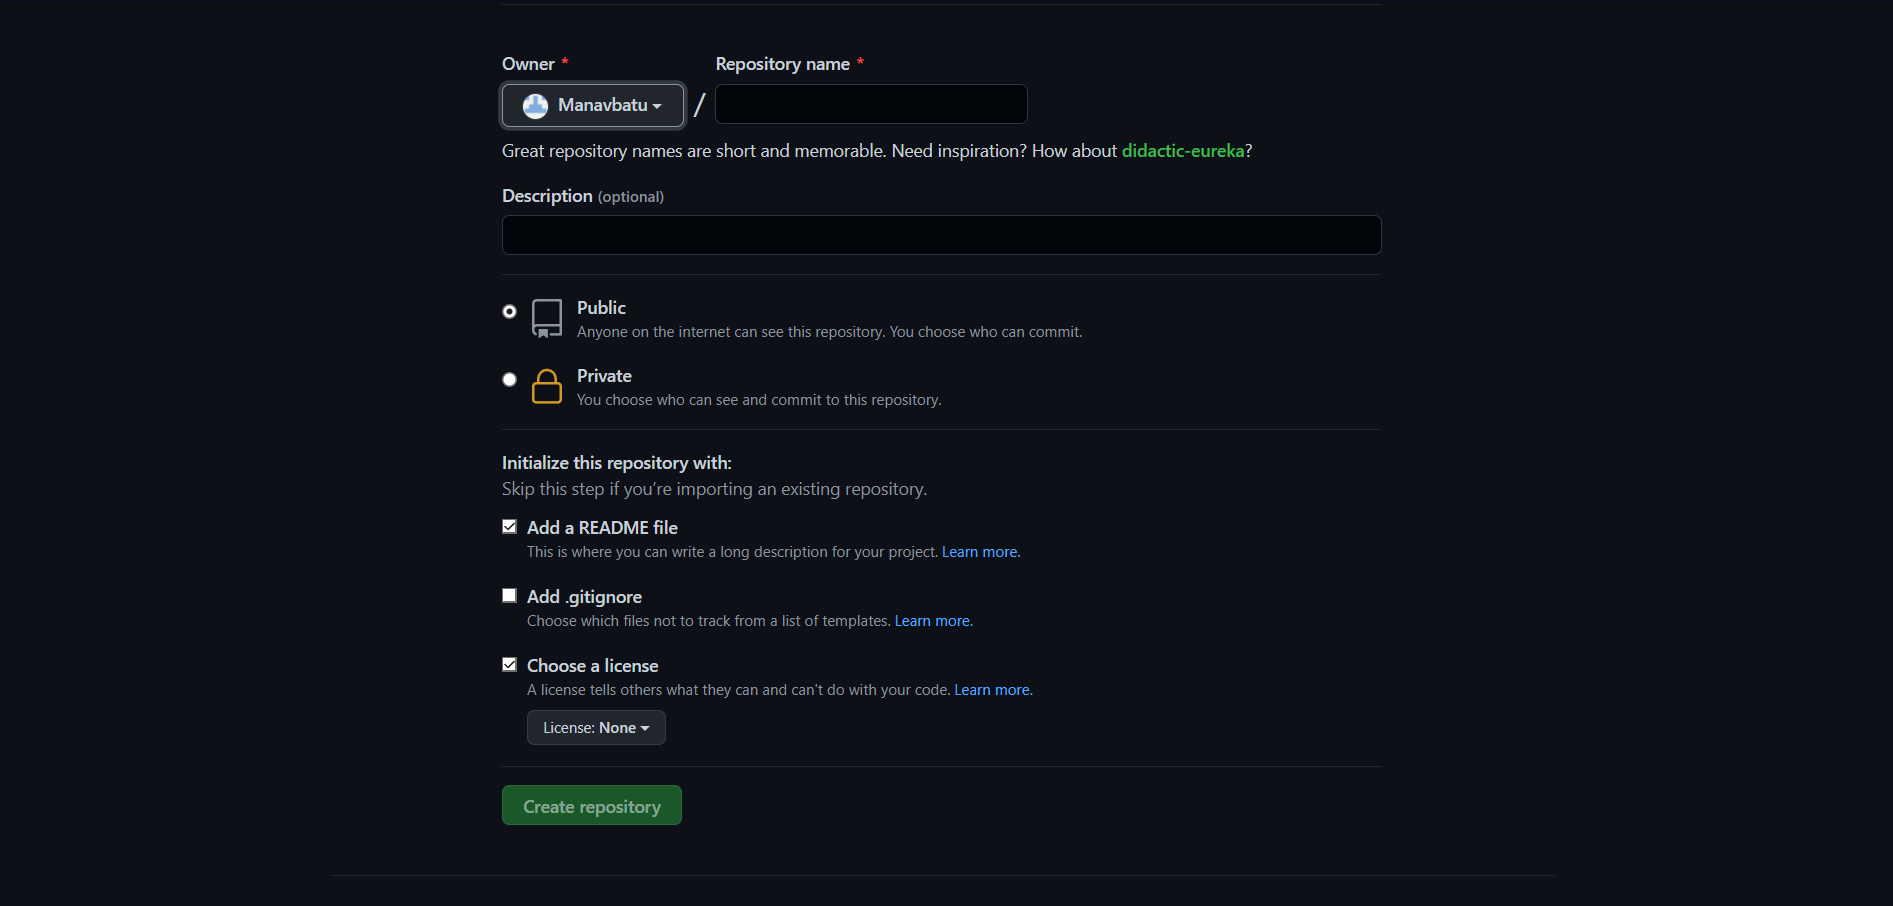 Owner * Repository name *
Manavbatu / 
Great repository names are short and memorable. Need inspiration? How about didactic-eureka?
Description (optional)
Public
Anyone on the internet can see this repository. You choose who can commit.
Private
You choose who can see and commit to this repository.
Initialize this repository with:
Skip this step if you’re importing an existing repository.
Add a README file
This is where you can write a long description for your project. Learn more.
Add .gitignore
Choose which files not to track from a list of templates. Learn more.
Choose a license
A license tells others what they can and can't do with your code. Learn more.
License: None
Create repository